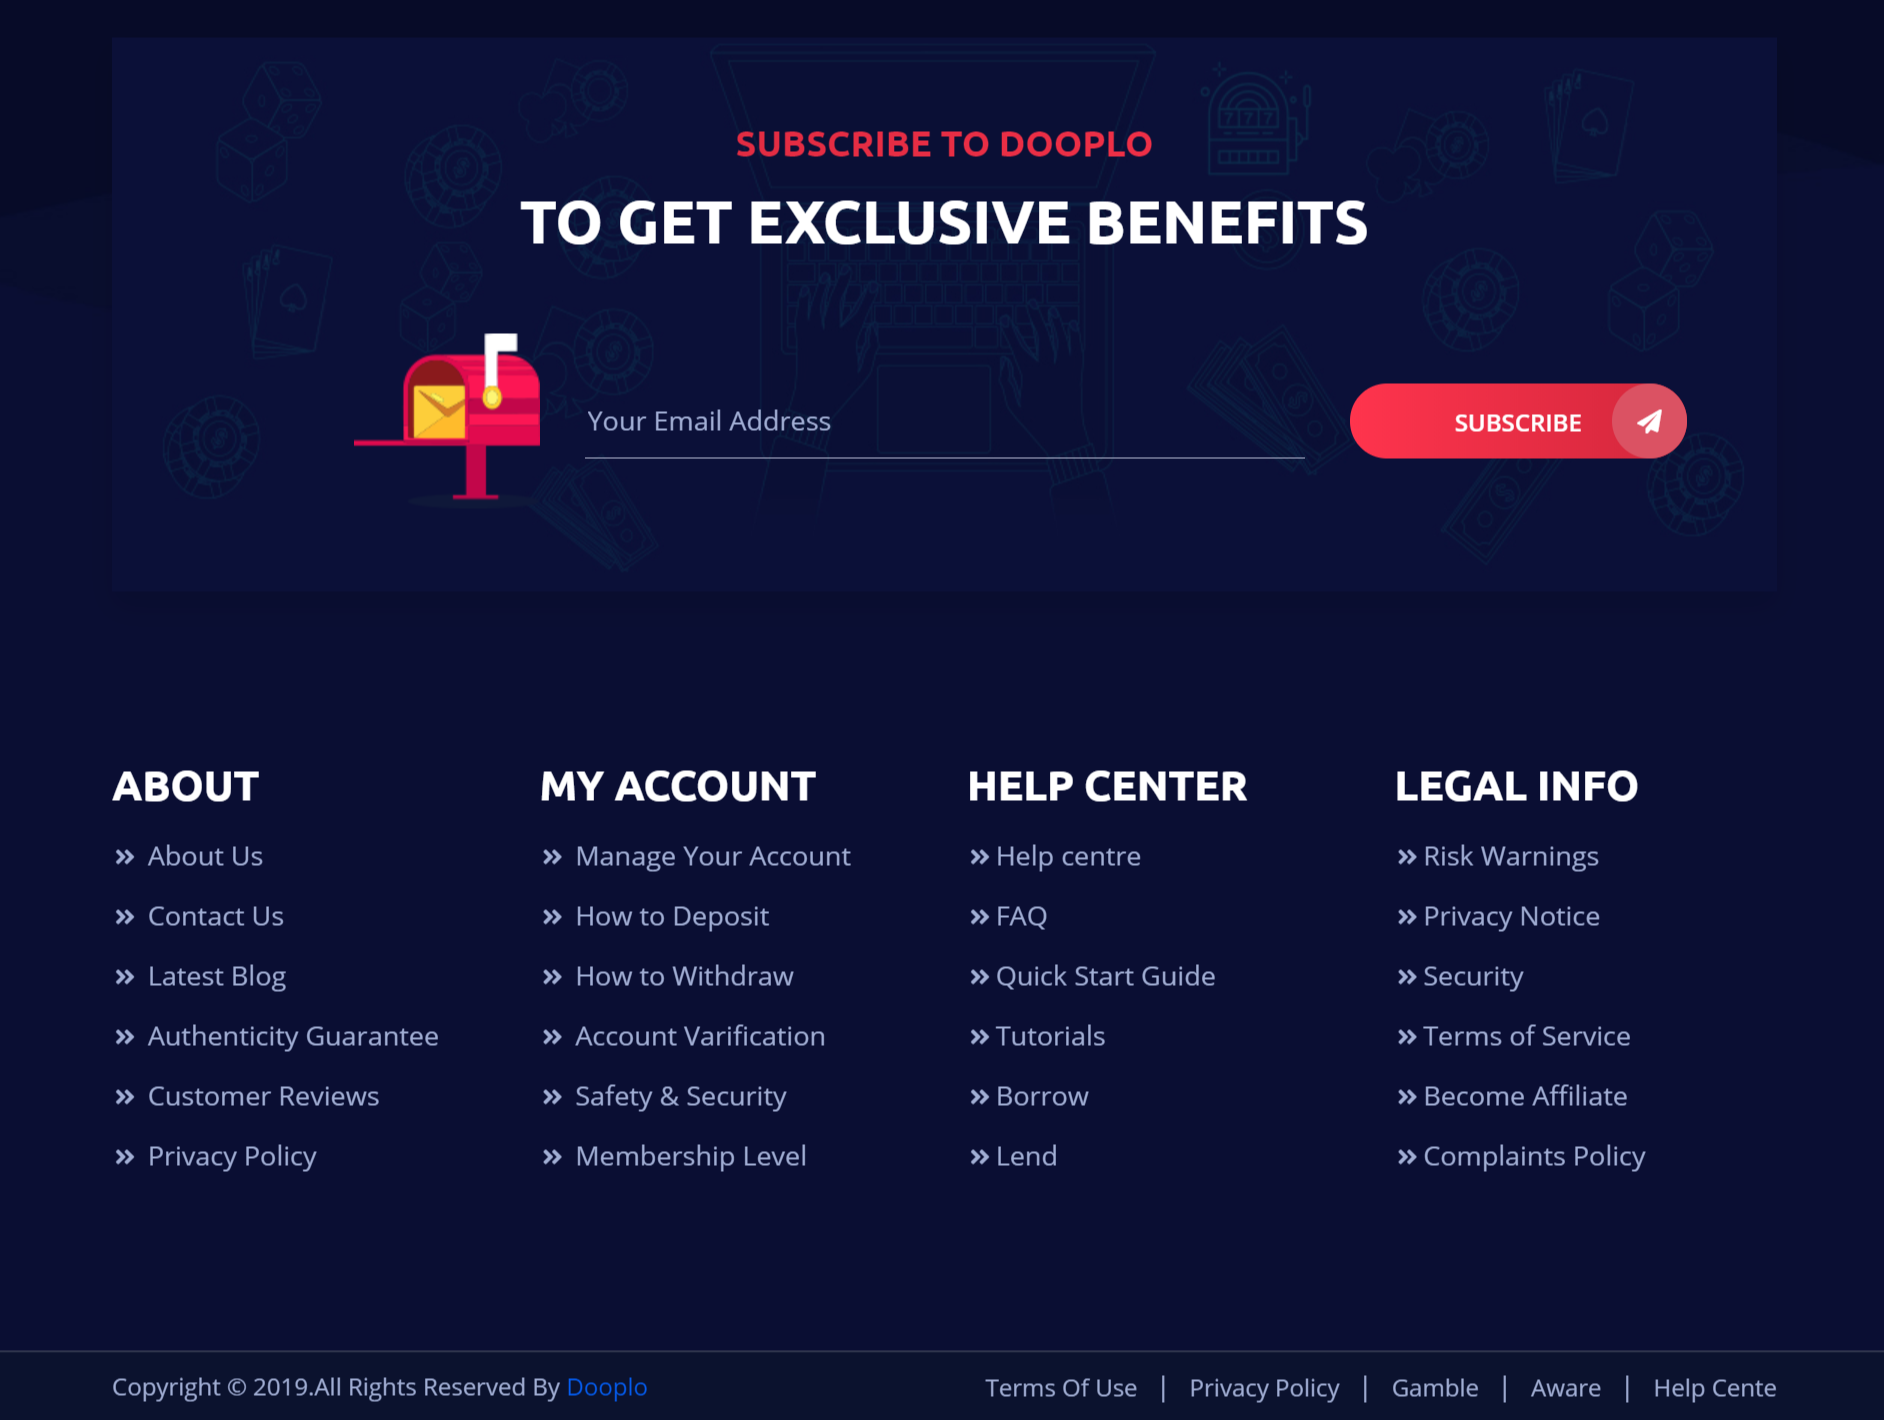 SUBSCRIBE TO DOOPLO
TO GET EXCLUSIVE BENEFITS
777
Your Email Address
SUBSCRIBE
ABOUT
About Us
Contact Us
Latest Blog
Authenticity Guarantee
Customer Reviews
Privacy Policy
MY ACCOUNT
Manage Your Account
How to Deposit
How to Withdraw
Account Varification
Safety & Security
Membership Level
HELP CENTER
Help centre
FAQ
Quick Start Guide
Tutorials
Borrow
Lend
LEGAL INFO
Risk Warnings
Privacy Notice
Security
Terms of Service
Become Affiliate
Complaints Policy
Copyright © 2019.All Rights Reserved By Dooplo
Terms Of Use | Privacy Policy | Gamble | Aware | Help Cente